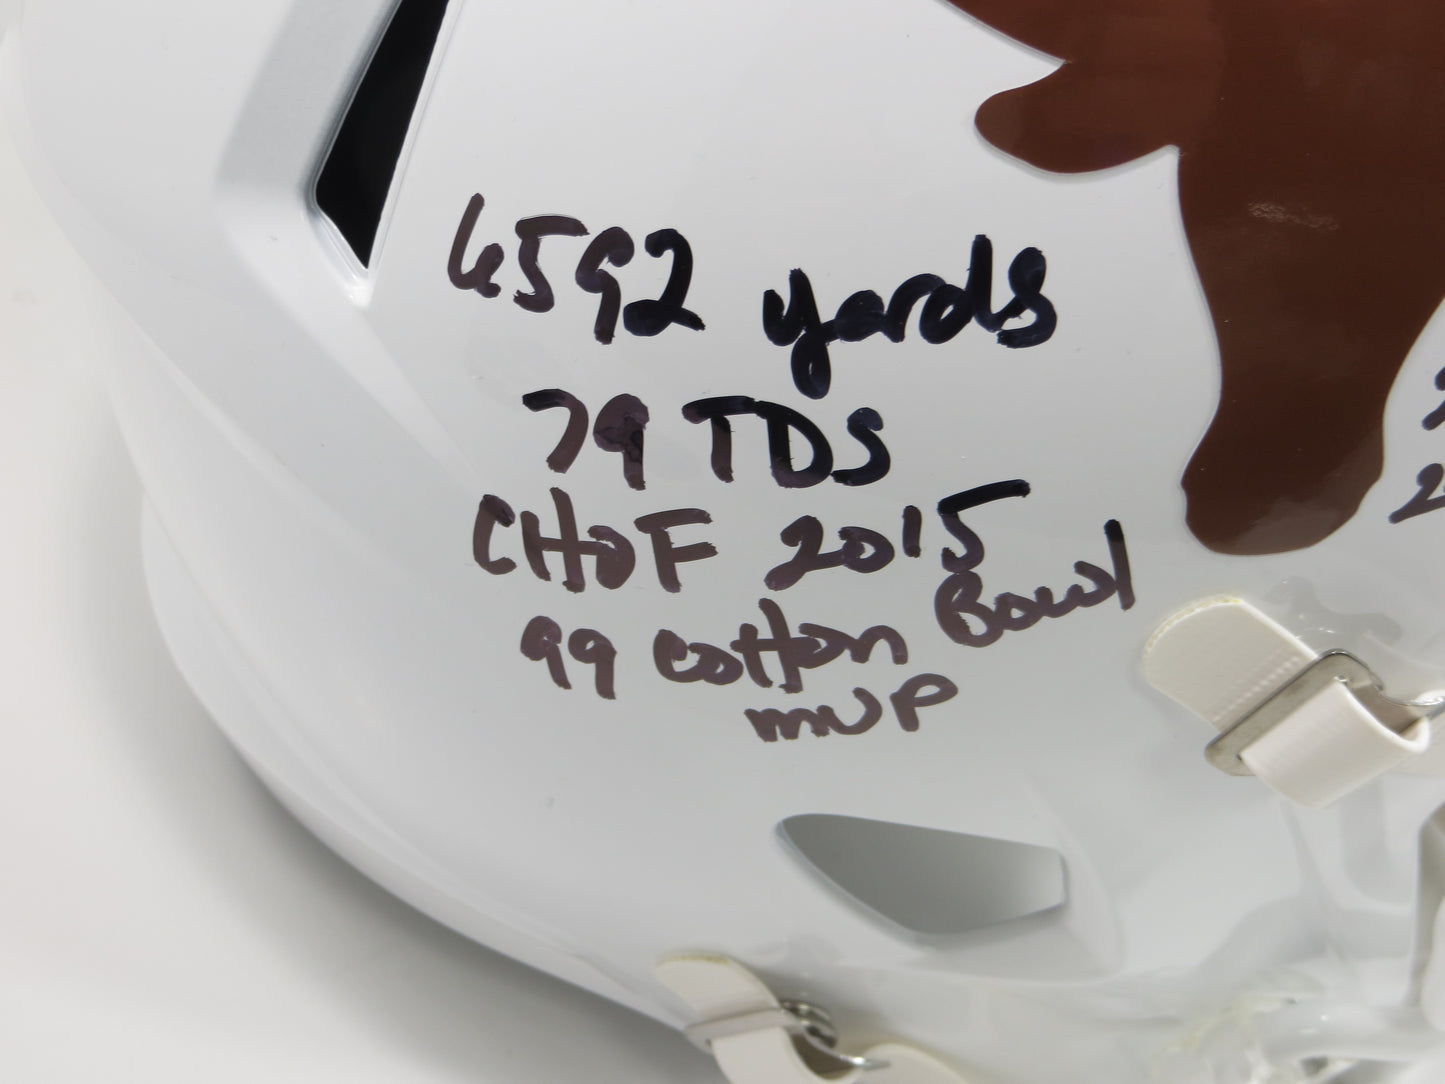 6592 yards
79 TDS
CHOF 2015
99 Cotton Bowl
MVP